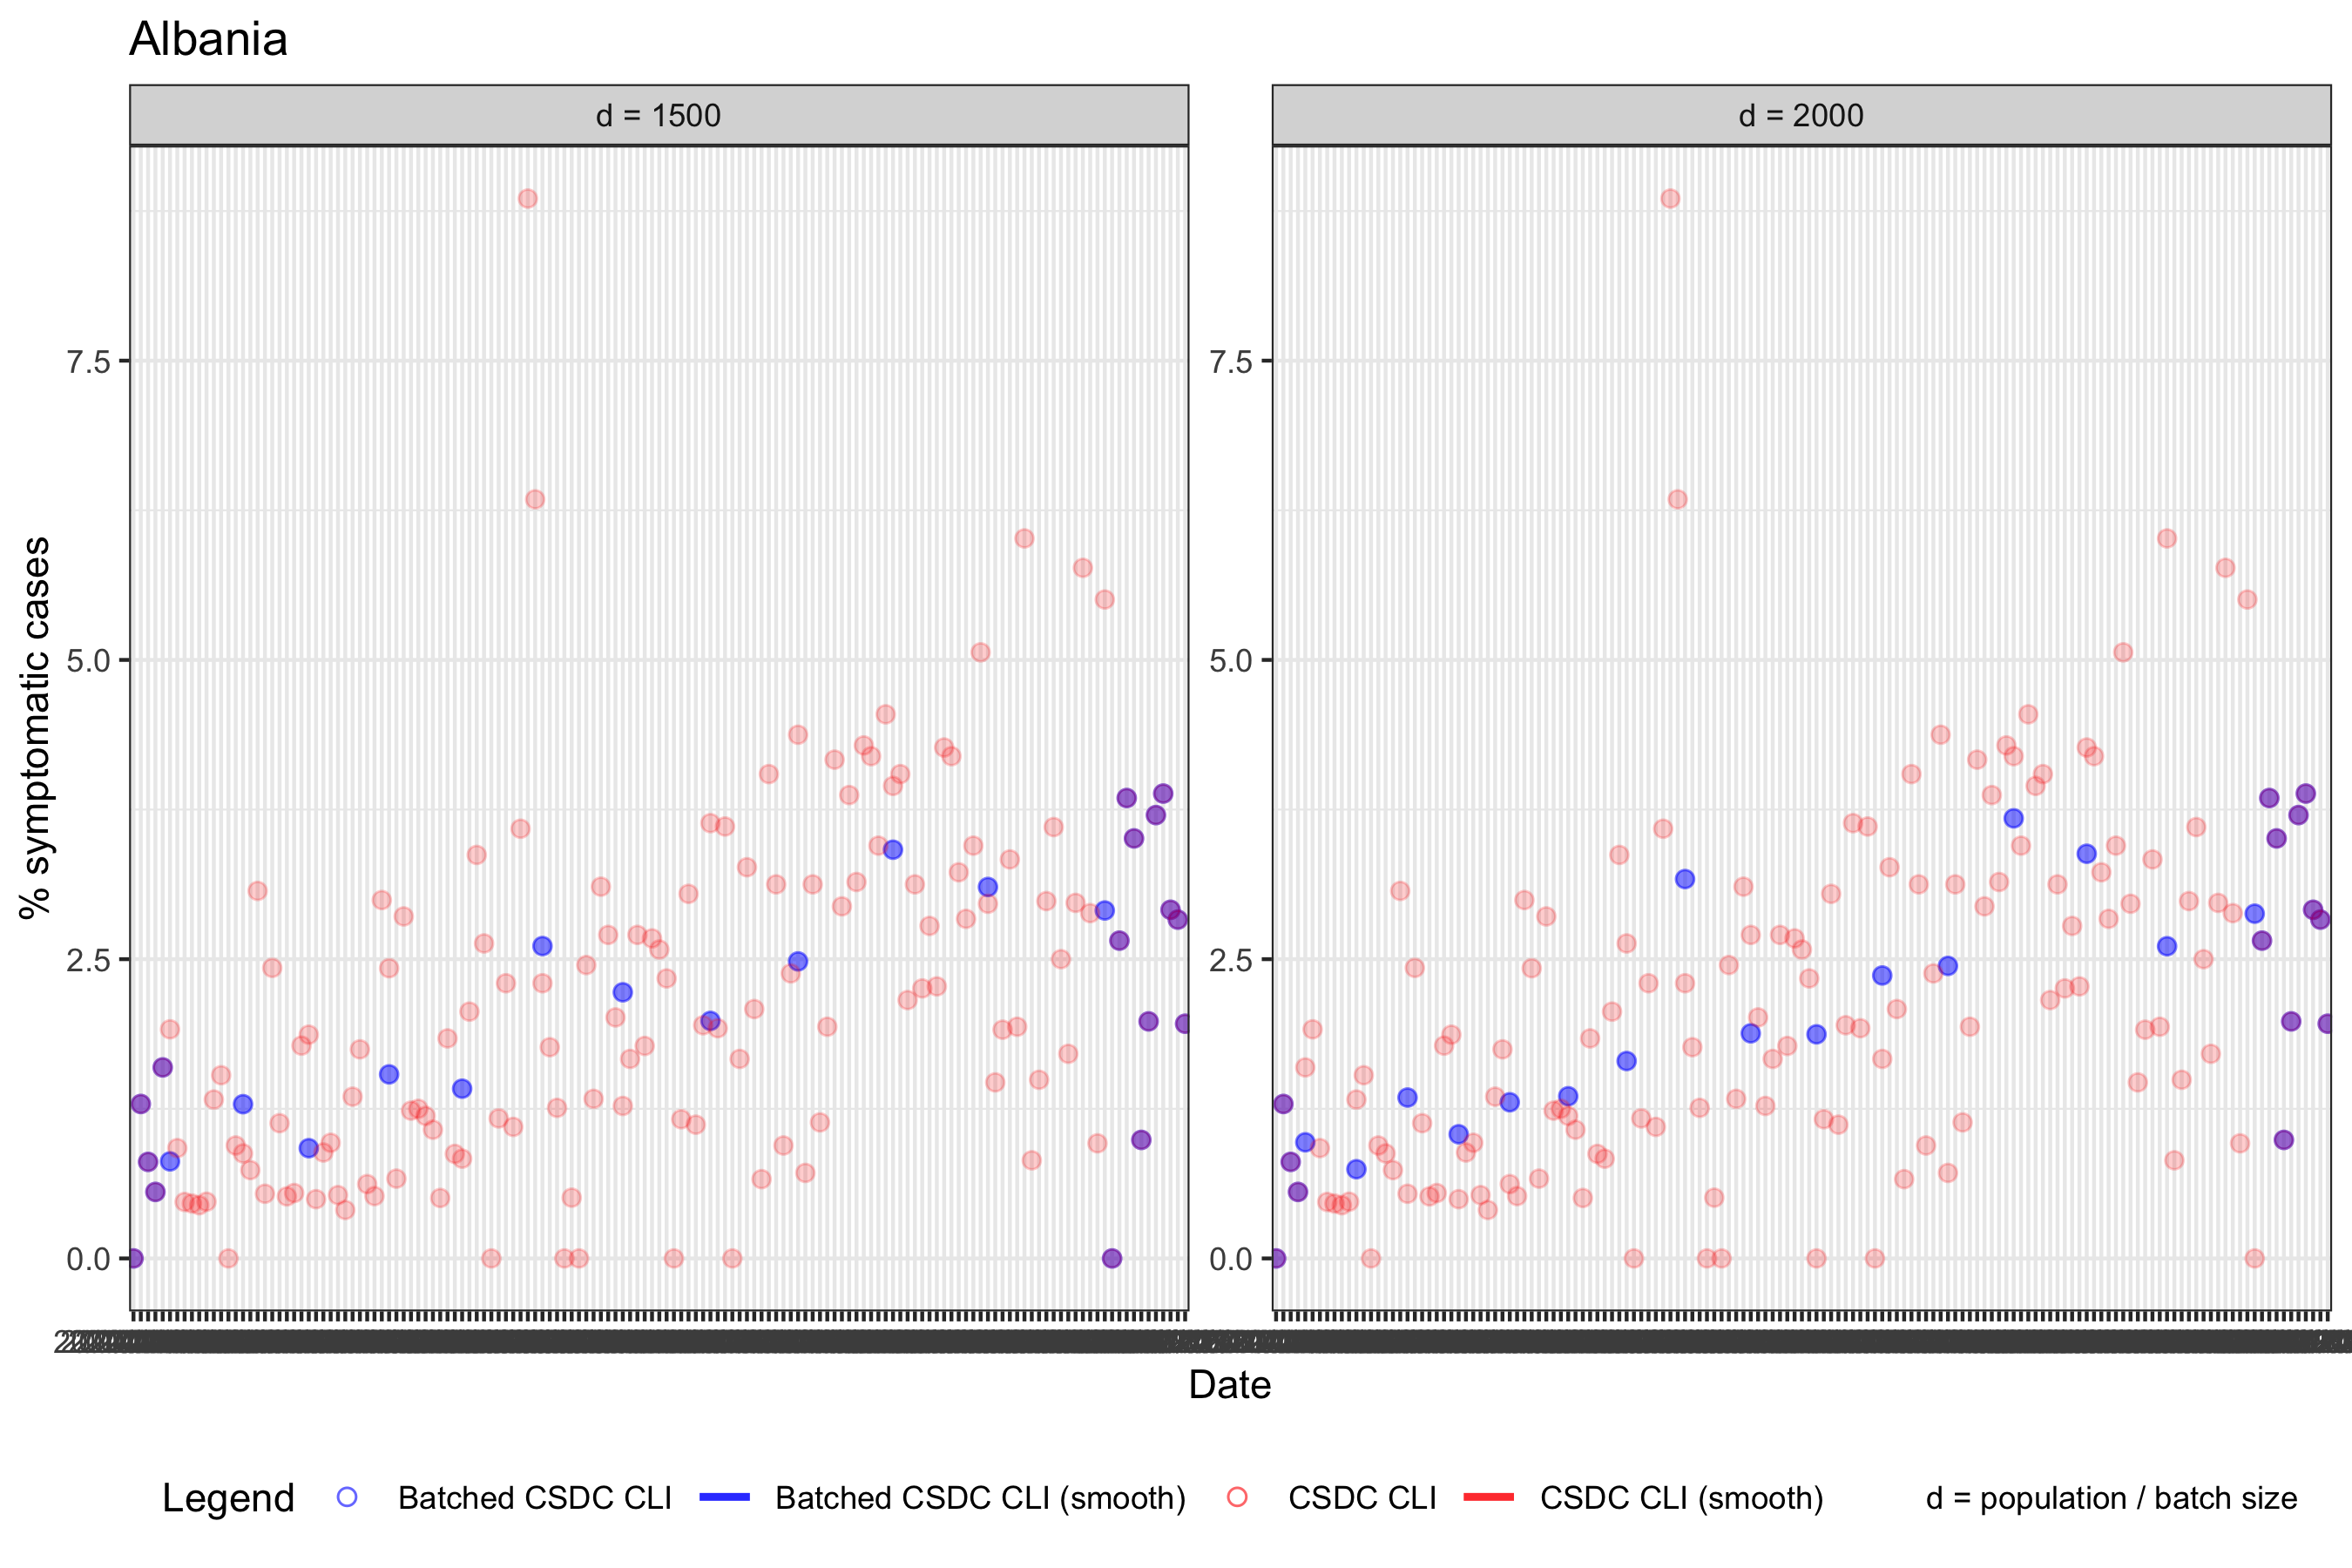 Albania
d = 1500
d = 2000
% symptomatic cases
7.5
5.0
2.5
0.0
7.5
5.0
2.5
0.0
Date
Legend
Batched CSDC CLI
Batched CSDC CLI (smooth)
CSDC CLI
CSDC CLI (smooth)
d = population / batch size